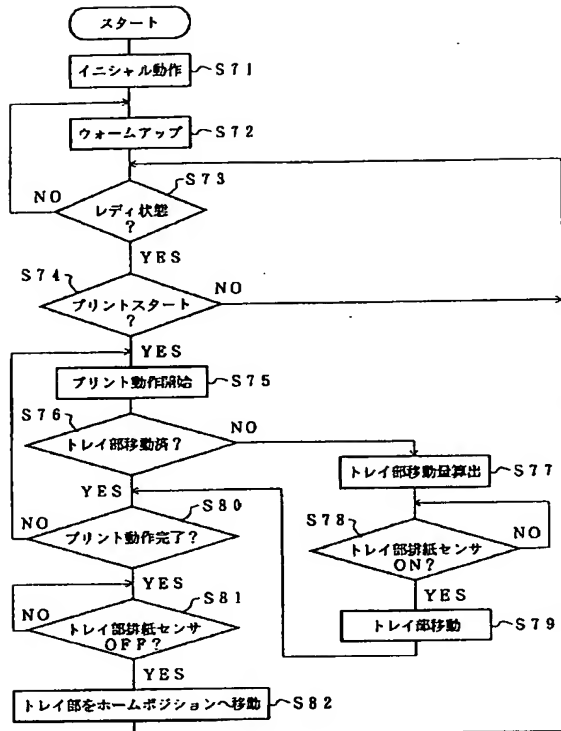 スタート
イニシャル動作
S71
ウォームアップ
S72
S73
NO
レディ状態
?
YES
S74
プリントスタート
?
NO
YES
プリント動作開始
S75
S76
トレイ部移動済?
NO
トレイ部移動量算出
S77
YES
S80
S78
NO
プリント動作完了?
トレイ部排紙センサ
ON?
NO
YES
S81
YES
NO
トレイ部排紙センサ
OFF?
トレイ部移動
S79
YES
トレイ部をホームポジションへ移動
S82